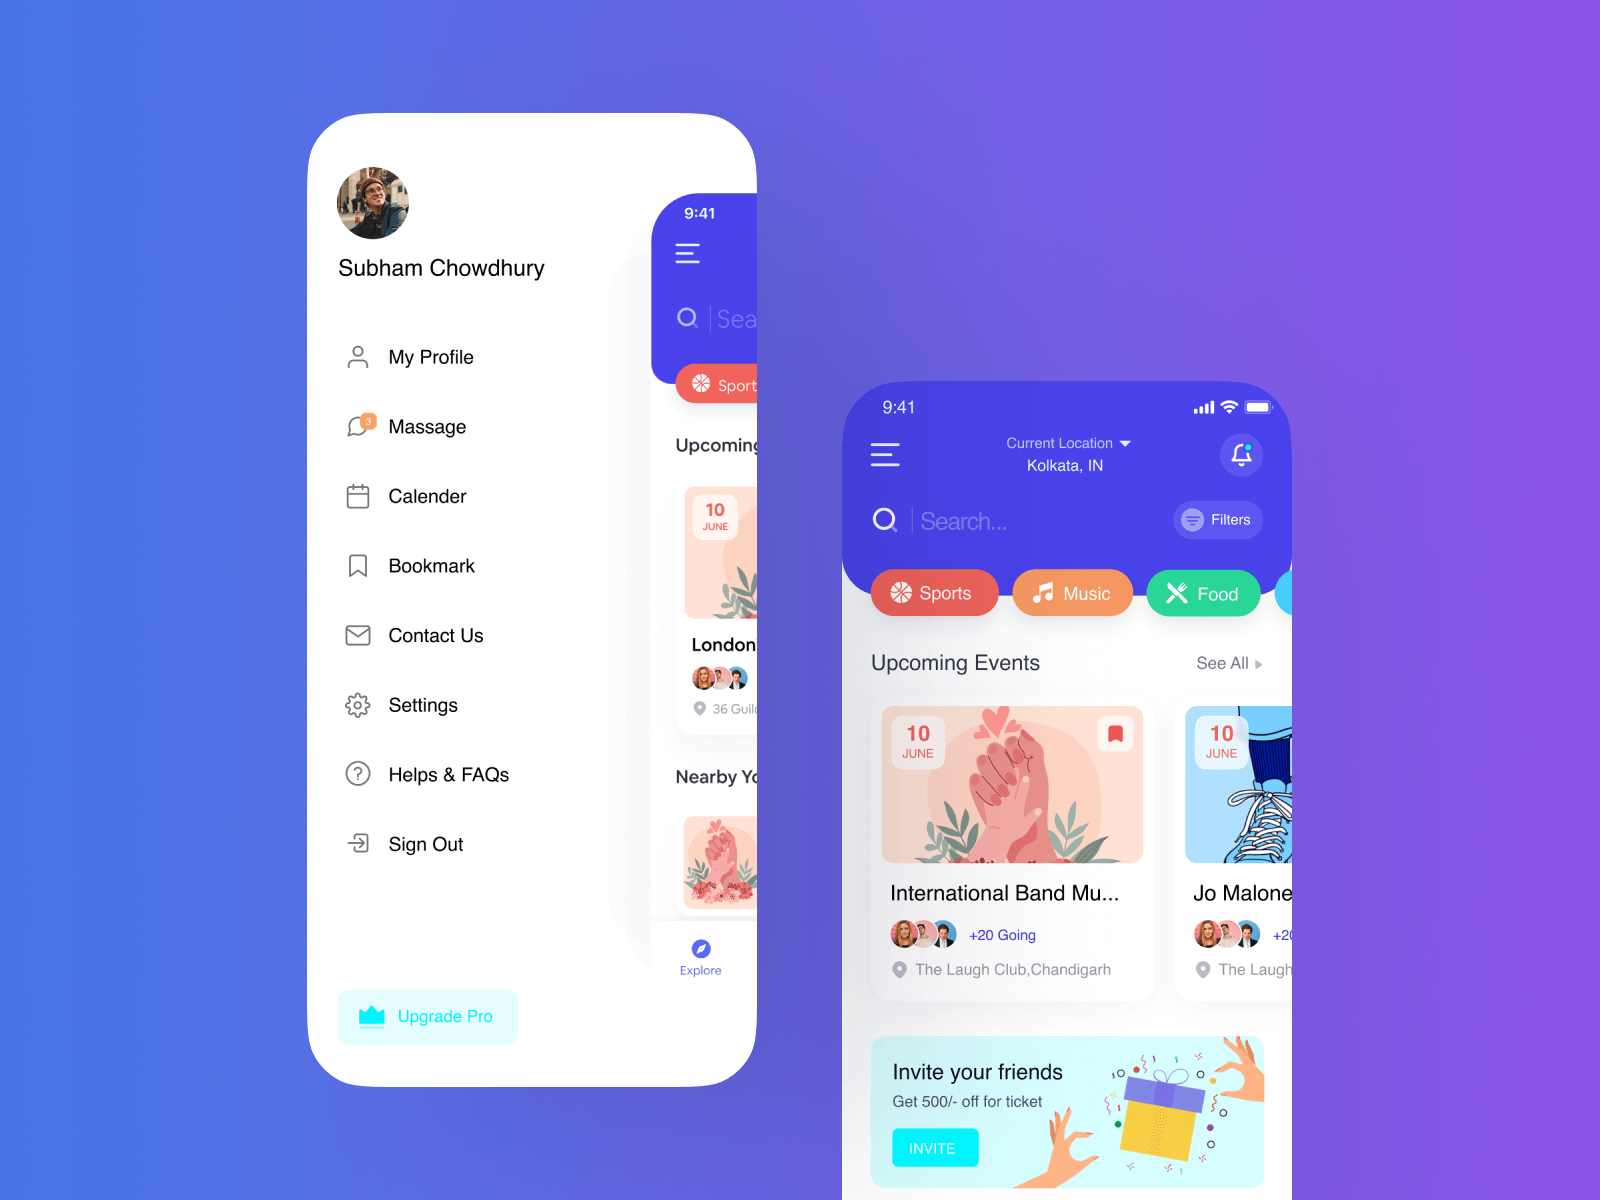 Subham Chowdhury
My Profile
3
Massage
Calender
Bookmark
Contact Us
Settings
Helps & FAQs
Sign Out
Upgrade Pro
9:41
Sea
Sport
Upcoming
10
JUNE
London
36 Guil
Nearby Yo
Explore
9:41
Current Location
Kolkata, IN
Search...
Filters
Sports
Music
Food
Upcoming Events
See All
10
JUNE
10
JUNE
International Band Mu...
Jo Malone
+20 Going
+20
The Laugh Club,Chandigarh
The Laugh
Invite your friends
Get 500/- off for ticket
INVITE